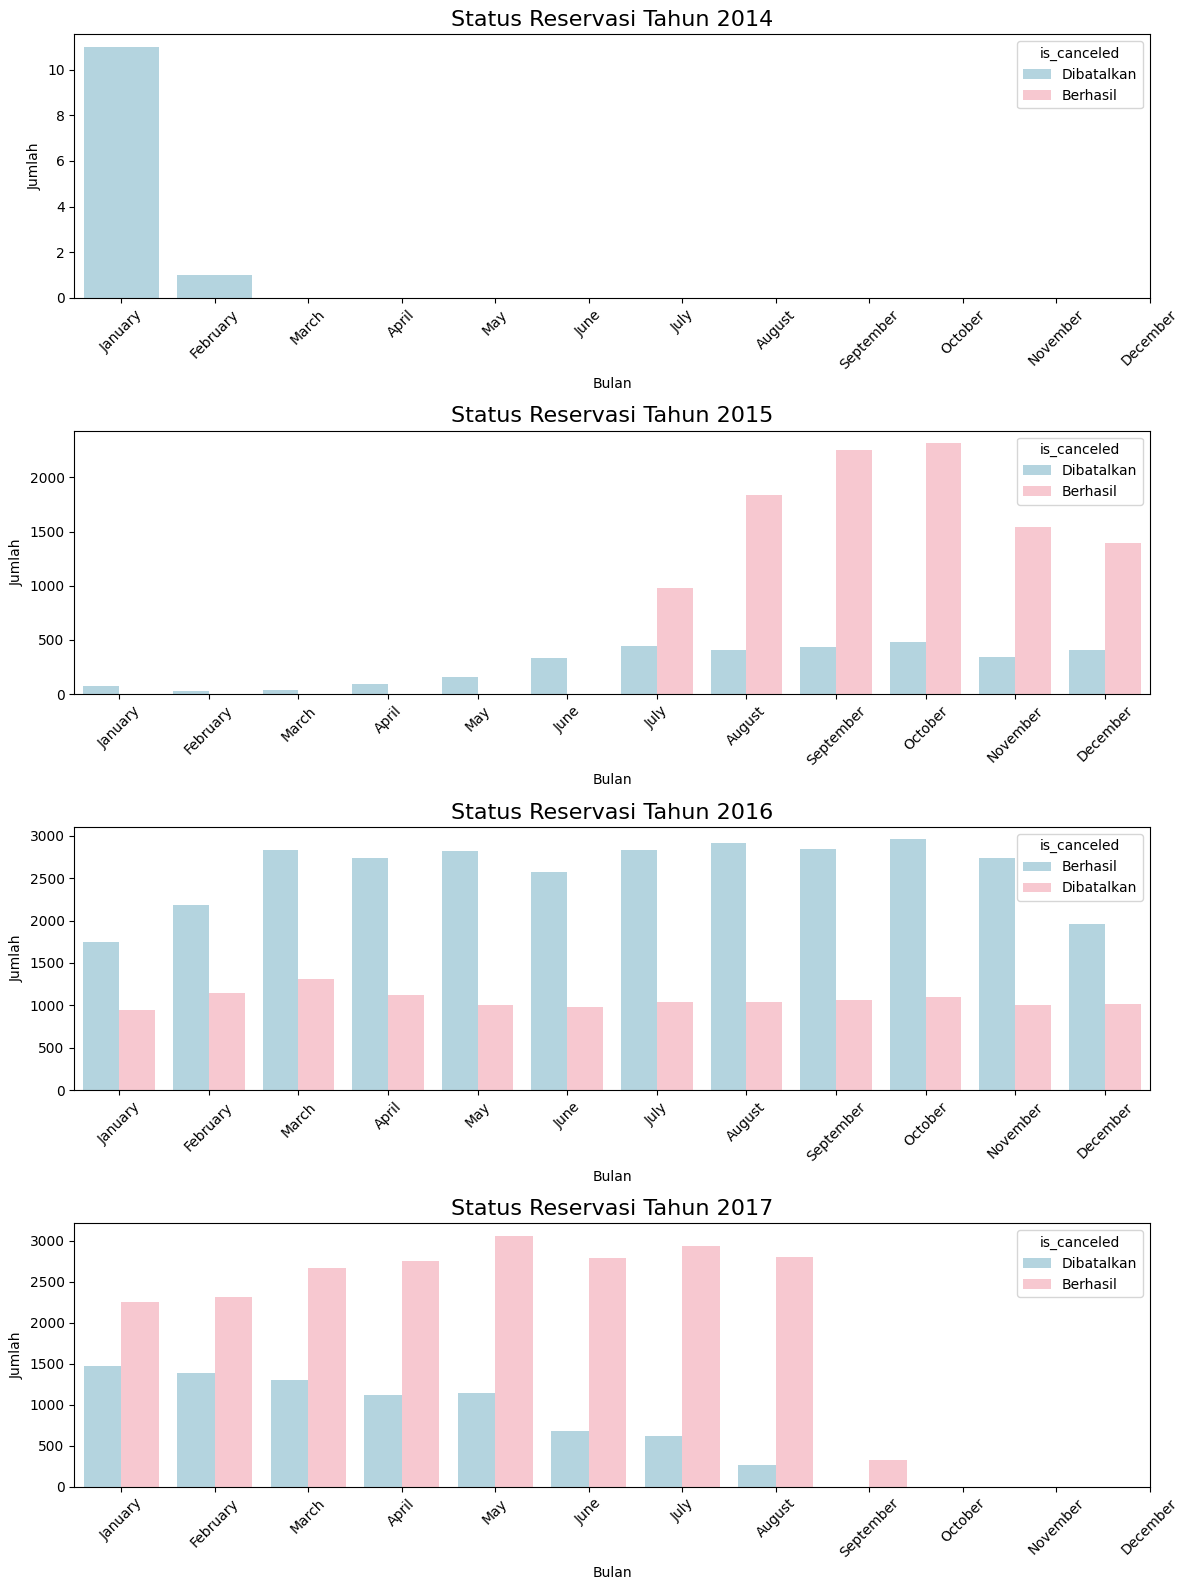 Status Reservasi Tahun 2014
is_canceled
Dibatalkan
Berhasil
10
8
6
4
2
0
Jumlah
January
February
March
April
May
June
July
August
September
October
November
December
Bulan
Status Reservasi Tahun 2015
is_canceled
Dibatalkan
Berhasil
2000
1500
1000
500
0
Jumlah
January
February
March
April
May
June
July
August
September
October
November
December
Bulan
Status Reservasi Tahun 2016
is_canceled
Berhasil
Dibatalkan
3000
2500
2000
1500
1000
500
0
Jumlah
January
February
March
April
May
June
July
August
September
October
November
December
Bulan
Status Reservasi Tahun 2017
is_canceled
Dibatalkan
Berhasil
3000
2500
2000
1500
1000
500
0
Jumlah
January
February
March
April
May
June
July
August
September
October
November
December
Bulan